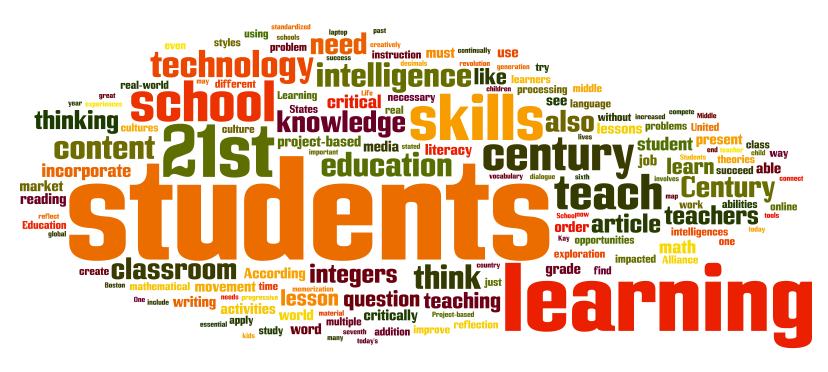 standardized
using
laptop
past
even
styles
schools
problem
need
creatively
must
continually
use
success
instruction
technology
decimals
revolution
generation
try
intelligence
like
learners
real-world
may
different
children
processing
middle
great
school
Learning
Life
critical
necessary
see
language
year
experiences
States
real
skills
also
without
increased
compete
Middle
thinking
cultures
culture
knowledge
lessons
problems
United
21st
project-based
media
stated
literacy
lives
century
student
present
class
content
important
education
end
teacher
child
way
incorporate
job
Students
theories
learn
succeed
able
market
students
vocabulary
dialogue
sixth
teach
involves
Century
connect
reading
map
work
abilities
online
reflect
School
now
article
teachers
tools
Education
order
intelligences
today
global
Kay
opportunities
math
one
exploration
impacted
Alliance
create
classroom
According
integers
country
think
grade
find
learning
just
Boston
mathematical
movement
time
memorization
One
include
writing
needs
progressive
lesson
question
teaching
activities
world
material
critically
Project-based
essential
apply
multiple
reflection
kids
study
word
seventh
addition
improve
many
today's